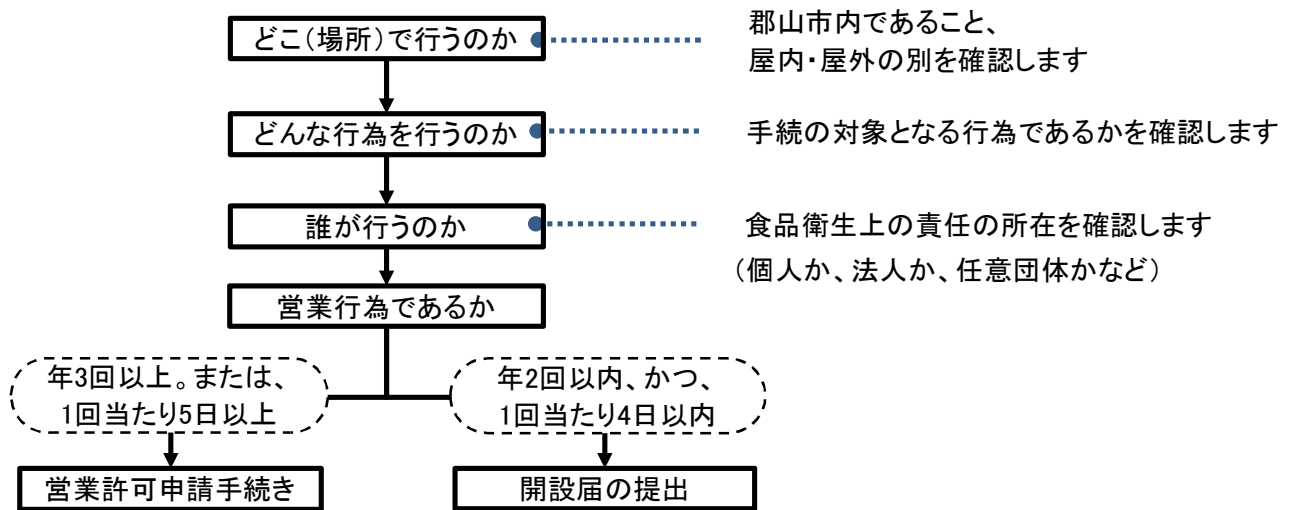 どこ(場所)で行うのか
郡山市内であること、
屋内・屋外の別を確認します
どんな行為を行うのか
手続の対象となる行為であるかを確認します
誰が行うのか
食品衛生上の責任の所在を確認します
(個人か、法人か、任意団体かなど)
営業行為であるか
年3回以上。または、
1回当たり5日以上
年2回以内、かつ、
1回当たり4日以内
営業許可申請手続き
開設届の提出